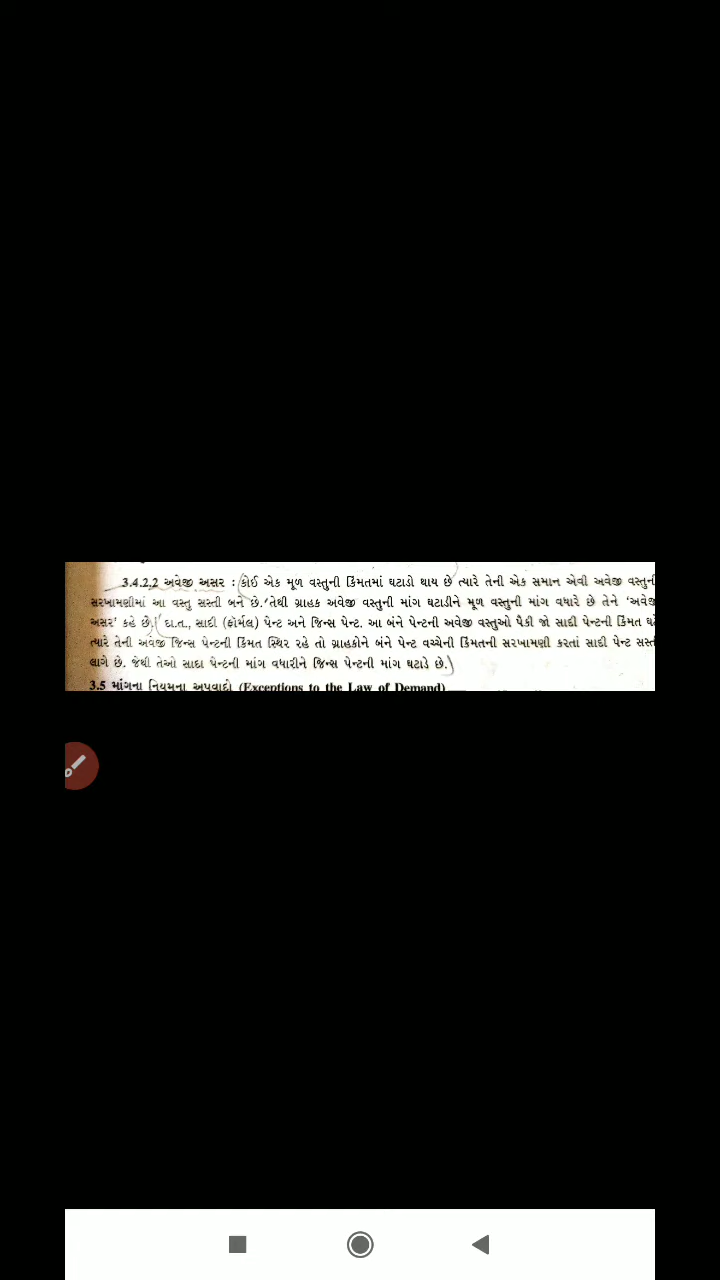 3.4.2.2 અવેજી અસર : કોઈ એક મૂળ વસ્તુની કિંમતમાં ઘટાડો થાય છે ત્યારે તેની એક સમાન એવી અવેજી વસ્તુની
સરખામણીમાં આ વસ્તુ સસ્તી બને છે. તેથી ગ્રાહક અવેજી વસ્તુની માંગ ઘટાડીને મૂળ વસ્તુની માંગ વધારે છે તેને ‘અવેજી
અસર’ કહે છે. દા.ત., સાદી (ફોર્મલ) પેન્ટ અને જિન્સ પેન્ટ. આ બંને પેન્ટની અવેજી વસ્તુઓ પૈકી જો સાદી પેન્ટની કિંમત
ત્યારે તેની અવેજી જિન્સ પેન્ટની કિંમત સ્થિર રહે તો ગ્રાહકોને બંને પેન્ટ વચ્ચેની કિંમતની સરખામણી કરતાં સાદી પેન્ટ સસ્તી
લાગે છે. જેથી તેઓ સાદા પેન્ટની માંગ વધારીને જિન્સ પેન્ટની માંગ ઘટાડે છે.)
3.5 માંગના નિયમના અપવાદો (Exceptions to the Law of Demand)